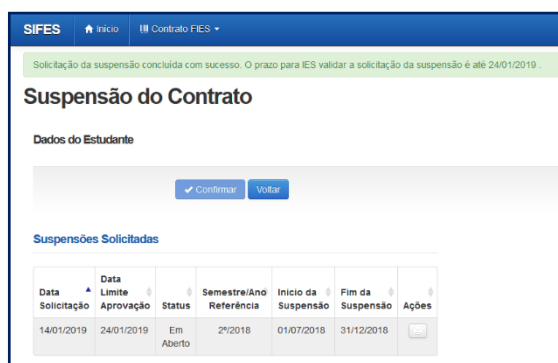 SIFES Início Contrato FIES
Solicitação da suspensão concluída com sucesso. O prazo para IES validar a solicitação da suspensão é até 24/01/2019 .
Suspensão do Contrato
Dados do Estudante
Confirmar Voltar
Suspensões Solicitadas
Data Solicitação Data Limite Aprovação Status Semestre/Ano Referência Inicio da Suspensão Fim da Suspensão Ações
14/01/2019 24/01/2019 Em Aberto 2º/2018 01/07/2018 31/12/2018